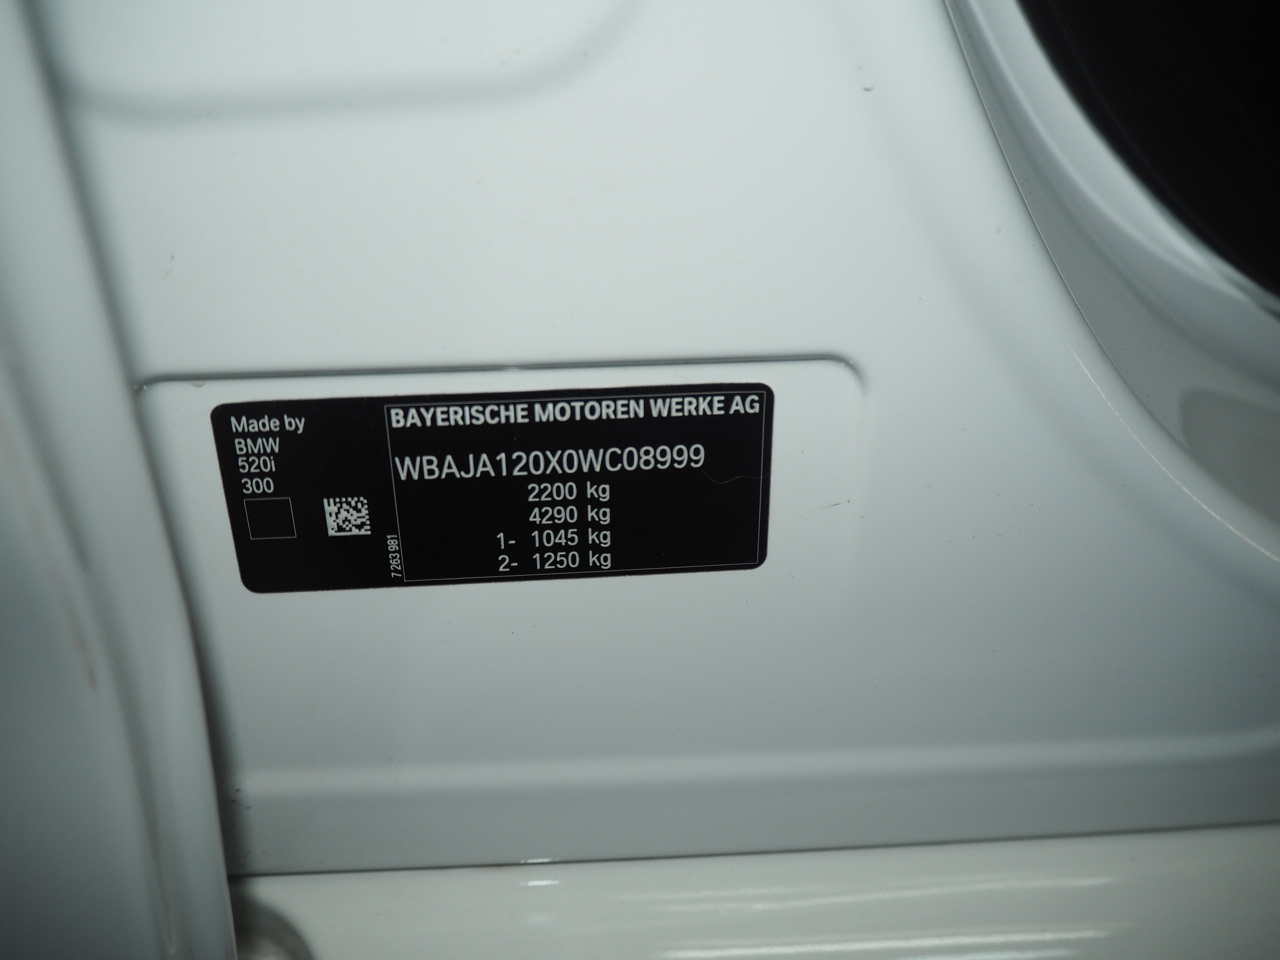 Made by
BMW
520i
300
7 263 981
BAYERISCHE MOTOREN WERKE AG
WBAJA120X0WC08999
2200 kg
4290 kg
1- 1045 kg
2- 1250 kg